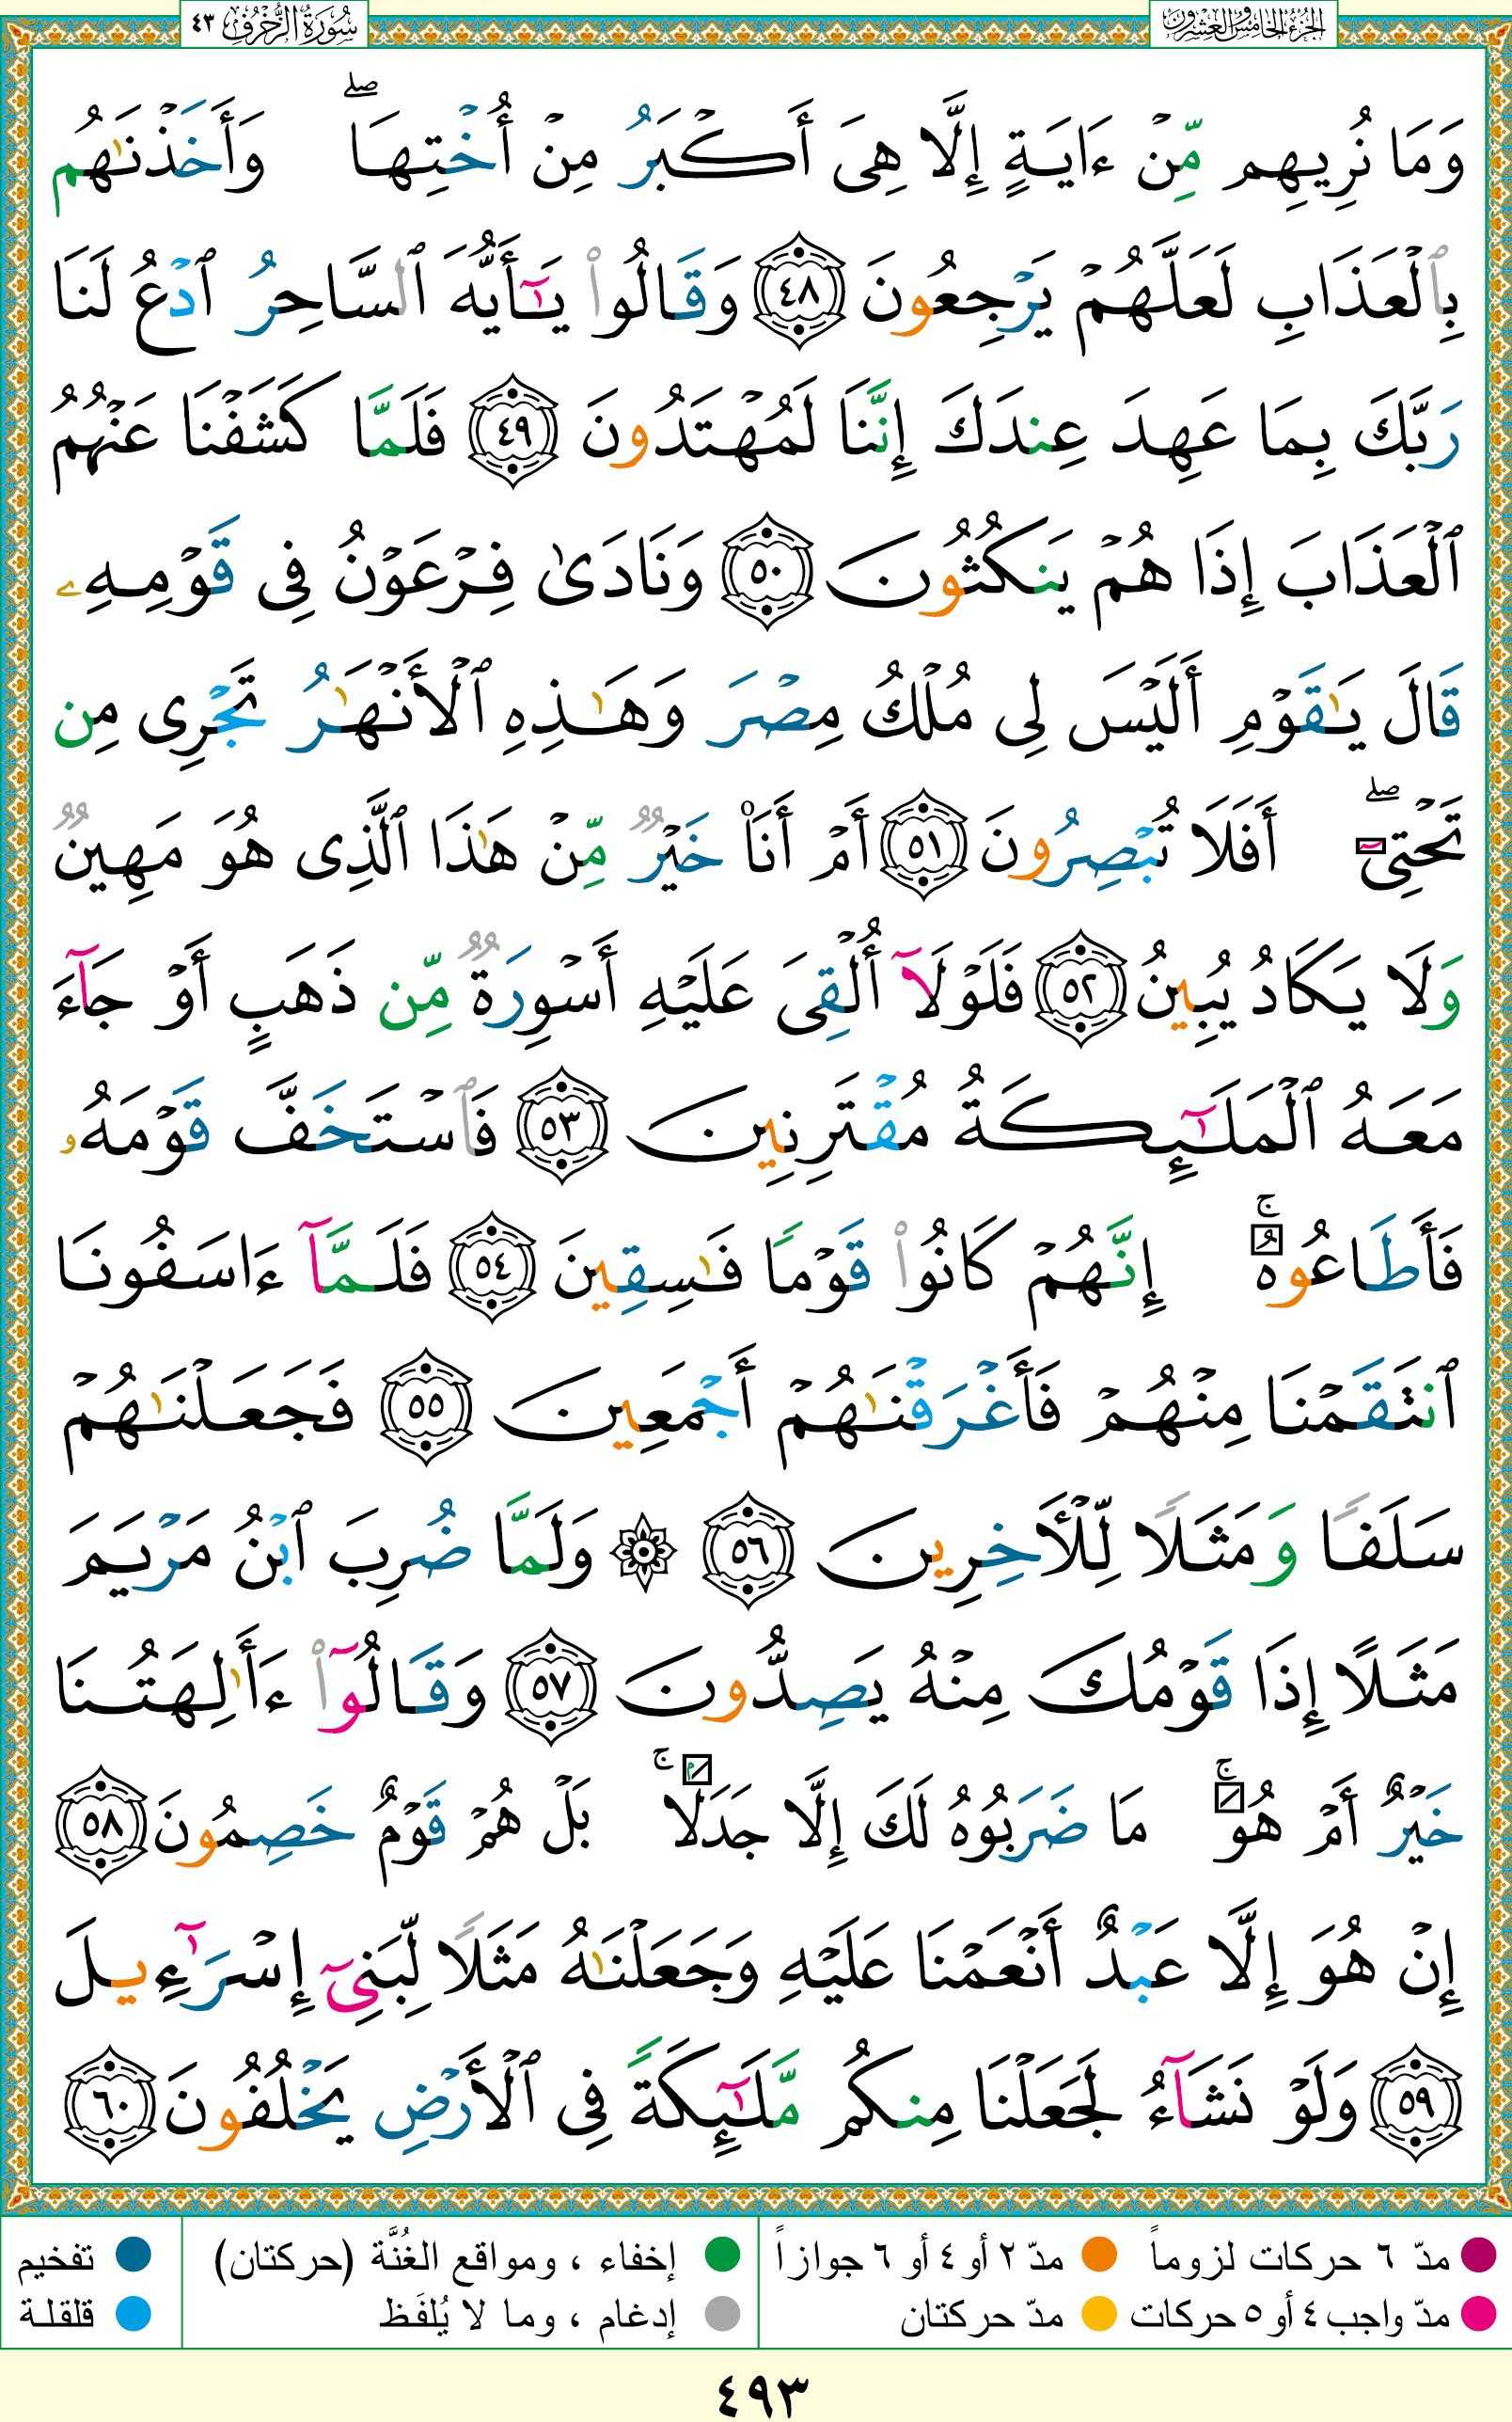 الجزء الخامس والعشرون
سُورَةُ الزُّخْرُفِ ٤٣
وَمَا نُرِيهِم مِّنْ ءَايَةٍ إِلَّا هِىَ أَكْبَرُ مِنْ أُخْتِهَا ۖ وَأَخَذْنَٰهُم
بِٱلْعَذَابِ لَعَلَّهُمْ يَرْجِعُونَ ٤٨ وَقَالُوا۟ يَٰٓأَيُّهَ ٱلسَّاحِرُ ٱدْعُ لَنَا
رَبَّكَ بِمَا عَهِدَ عِندَكَ إِنَّنَا لَمُهْتَدُونَ ٤٩ فَلَمَّا كَشَفْنَا عَنْهُمُ
ٱلْعَذَابَ إِذَا هُمْ يَنكُثُونَ ٥٠ وَنَادَىٰ فِرْعَوْنُ فِى قَوْمِهِۦ
قَالَ يَٰقَوْمِ أَلَيْسَ لِى مُلْكُ مِصْرَ وَهَٰذِهِ ٱلْأَنْهَٰرُ تَجْرِى مِن
تَحْتِىٓ ۖ أَفَلَا تُبْصِرُونَ ٥١ أَمْ أَنَا۠ خَيْرٌ مِّنْ هَٰذَا ٱلَّذِى هُوَ مَهِينٌ
وَلَا يَكَادُ يُبِينُ ٥٢ فَلَوْلَآ أُلْقِىَ عَلَيْهِ أَسْوِرَةٌ مِّن ذَهَبٍ أَوْ جَآءَ
مَعَهُ ٱلْمَلَٰٓئِكَةُ مُقْتَرِنِينَ ٥٣ فَٱسْتَخَفَّ قَوْمَهُۥ
فَأَطَاعُوهُ ۚ إِنَّهُمْ كَانُوا۟ قَوْمًا فَٰسِقِينَ ٥٤ فَلَمَّآ ءَاسَفُونَا
ٱنتَقَمْنَا مِنْهُمْ فَأَغْرَقْنَٰهُمْ أَجْمَعِينَ ٥٥ فَجَعَلْنَٰهُمْ
سَلَفًا وَمَثَلًا لِّلْـَٔاخِرِينَ ٥٦ ۞ وَلَمَّا ضُرِبَ ٱبْنُ مَرْيَمَ
مَثَلًا إِذَا قَوْمُكَ مِنْهُ يَصِدُّونَ ٥٧ وَقَالُوٓا۟ ءَأَٰلِهَتُنَا
خَيْرٌ أَمْ هُوَ ۚ مَا ضَرَبُوهُ لَكَ إِلَّا جَدَلًۢا ۚ بَلْ هُمْ قَوْمٌ خَصِمُونَ ٥٨
إِنْ هُوَ إِلَّا عَبْدٌ أَنْعَمْنَا عَلَيْهِ وَجَعَلْنَٰهُ مَثَلًا لِّبَنِىٓ إِسْرَٰٓءِيلَ
٥٩ وَلَوْ نَشَآءُ لَجَعَلْنَا مِنكُم مَّلَٰٓئِكَةً فِى ٱلْأَرْضِ يَخْلُفُونَ ٦٠
مدّ ٦ حركات لزوماً مدّ ٢ أو ٤ أو ٦ جوازاً إخفاء ، ومواقع الغُنَّة (حركتان) تفخيم
مدّ واجب ٤ أو ٥ حركات مدّ حركتان إدغام ، وما لا يُلفَظ قلقلة
٤٩٣